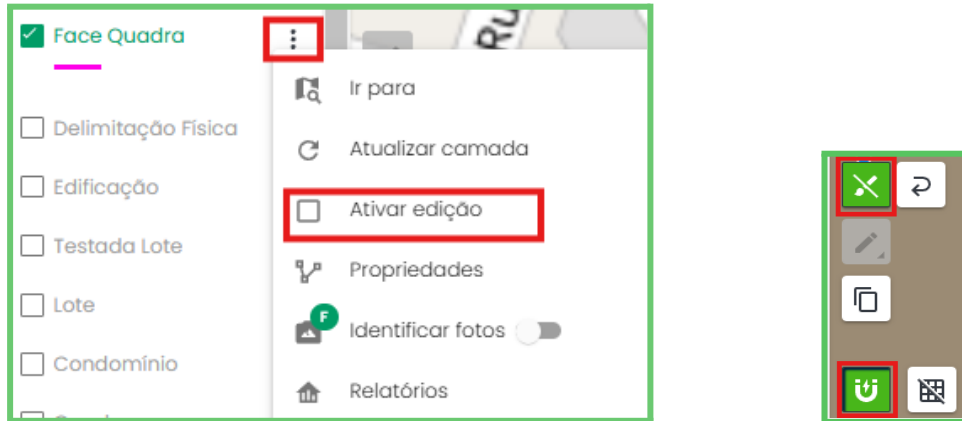 Face Quadra
Delimitação Física
Edificação
Testada Lote
Lote
Condomínio
Ru
Ir para
Atualizar camada
Ativar edição
Propriedades
F
Identificar fotos
Relatórios